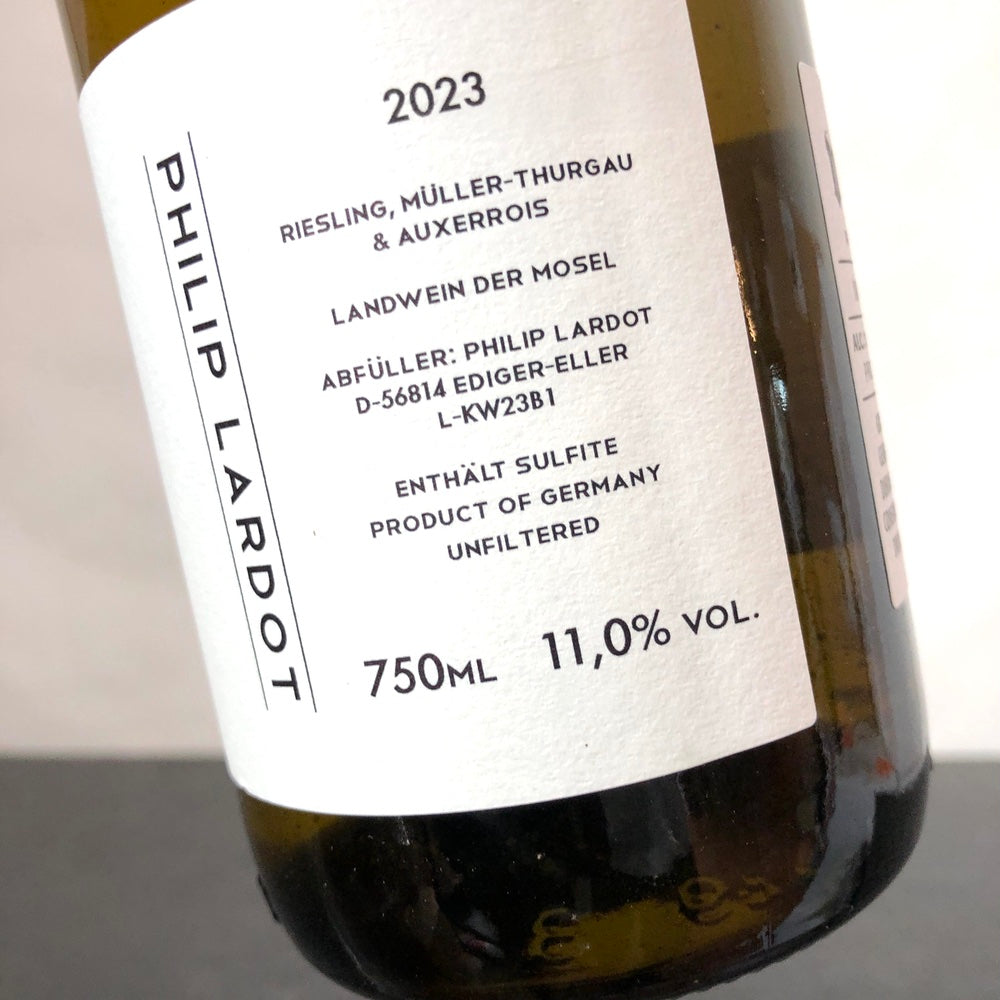 PHILIP LARDOT
2023
RIESLING, MÜLLER-THURGAU
& AUXERROIS
LANDWEIN DER MOSEL
ABFÜLLER: PHILIP LARDOT
D-56814 EDIGER-ELLER
L-KW23B1
ENTHÄLT SULFITE
PRODUCT OF GERMANY
UNFILTERED
750ML 11,0% VOL.